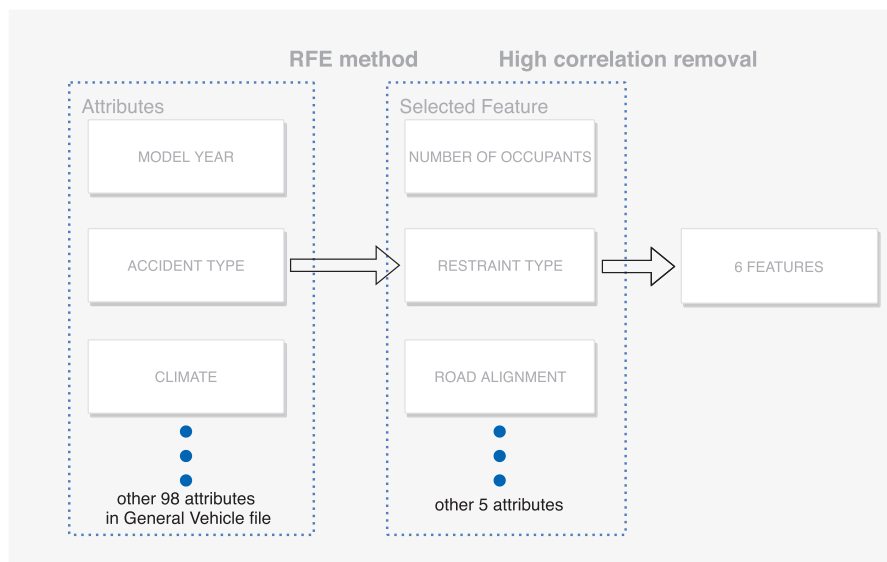 RFE method
High correlation removal
Attributes
MODEL YEAR
ACCIDENT TYPE
CLIMATE
other 98 attributes
in General Vehicle file
Selected Feature
NUMBER OF OCCUPANTS
RESTRAINT TYPE
ROAD ALIGNMENT
other 5 attributes
6 FEATURES